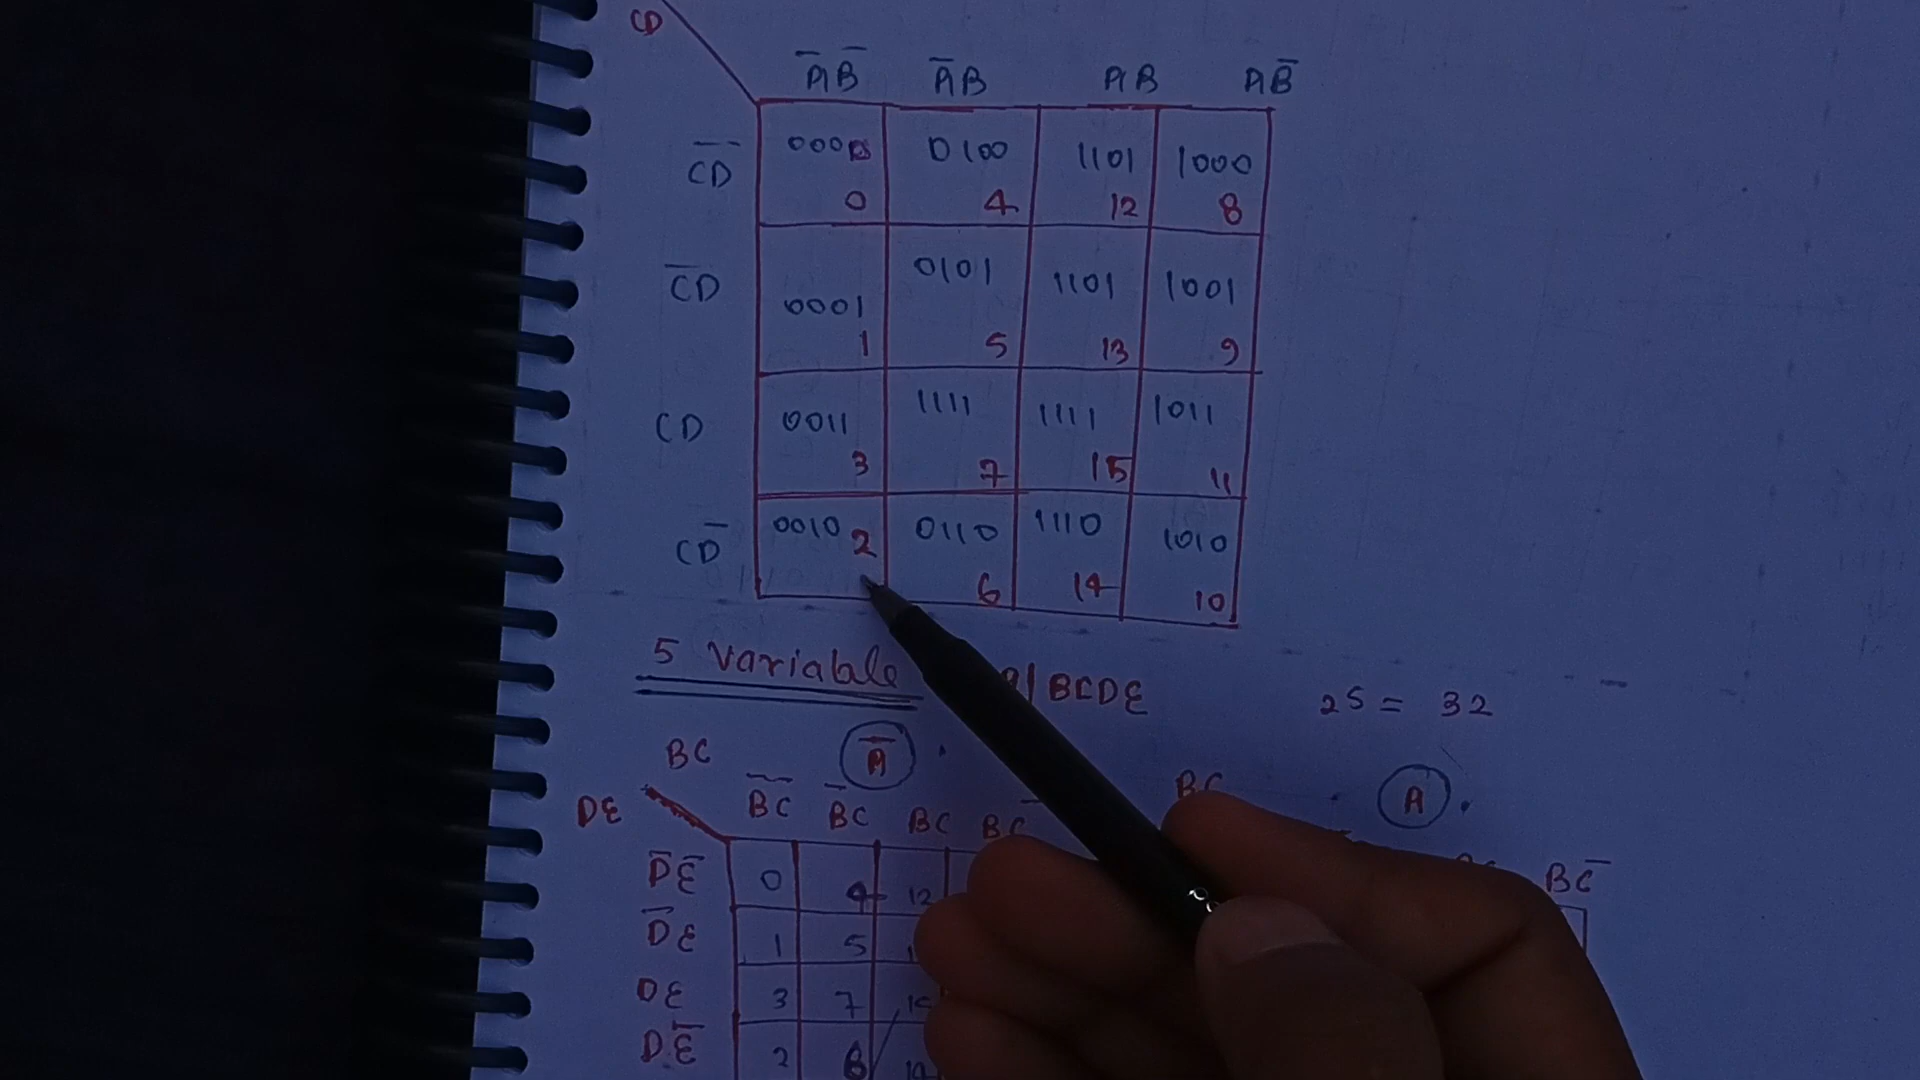 CD
A̅B̅ A̅B AB AB̅
C̅D̅ 0000 0100 1101 1000
0 4 12 8
C̅D 0001 0101 1101 1001
1 5 13 9
CD 0011 1111 1111 1011
3 7 15 11
CD̅ 0010 2 0110 1110 1010
6 14 10
5 variable BCDE 25 = 32
BC A̅ BC A
DE B̅C̅ B̅C BC BC̅ BC̅
D̅E̅ 0 4 12
D̅E 1 5
DE 3 7
DE̅ 2 6 14